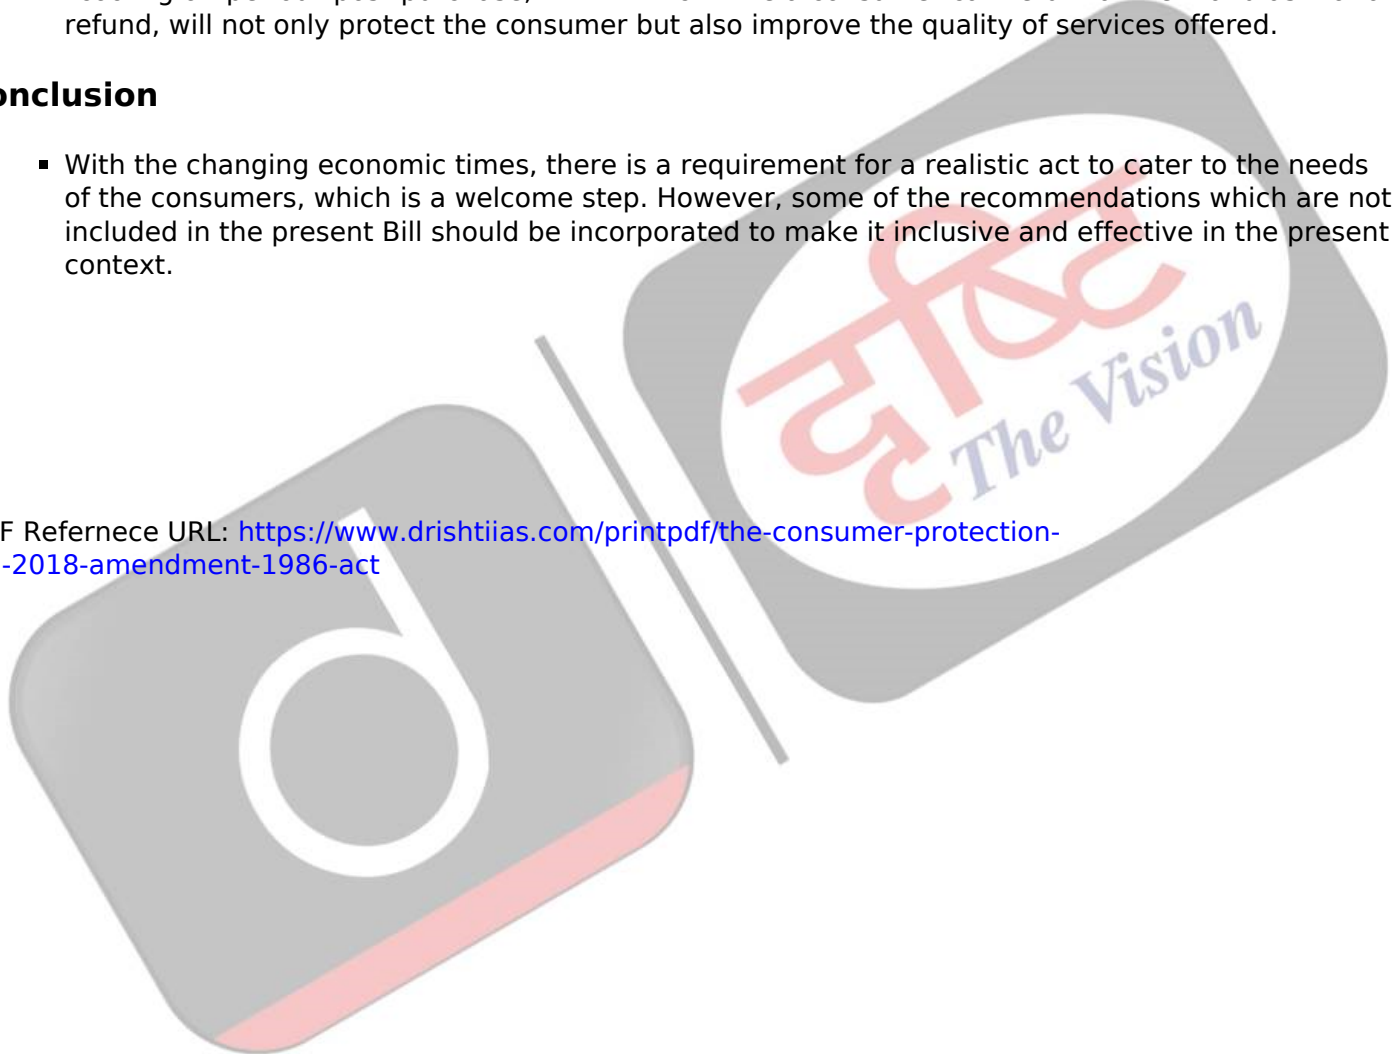 refund, will not only protect the consumer but also improve the quality of services offered.
onclusion
▪ With the changing economic times, there is a requirement for a realistic act to cater to the needs
of the consumers, which is a welcome step. However, some of the recommendations which are not
included in the present Bill should be incorporated to make it inclusive and effective in the present
context.
दृष्टि
The Vision
d
F Refernece URL: https://www.drishtiias.com/printpdf/the-consumer-protection-
-2018-amendment-1986-act